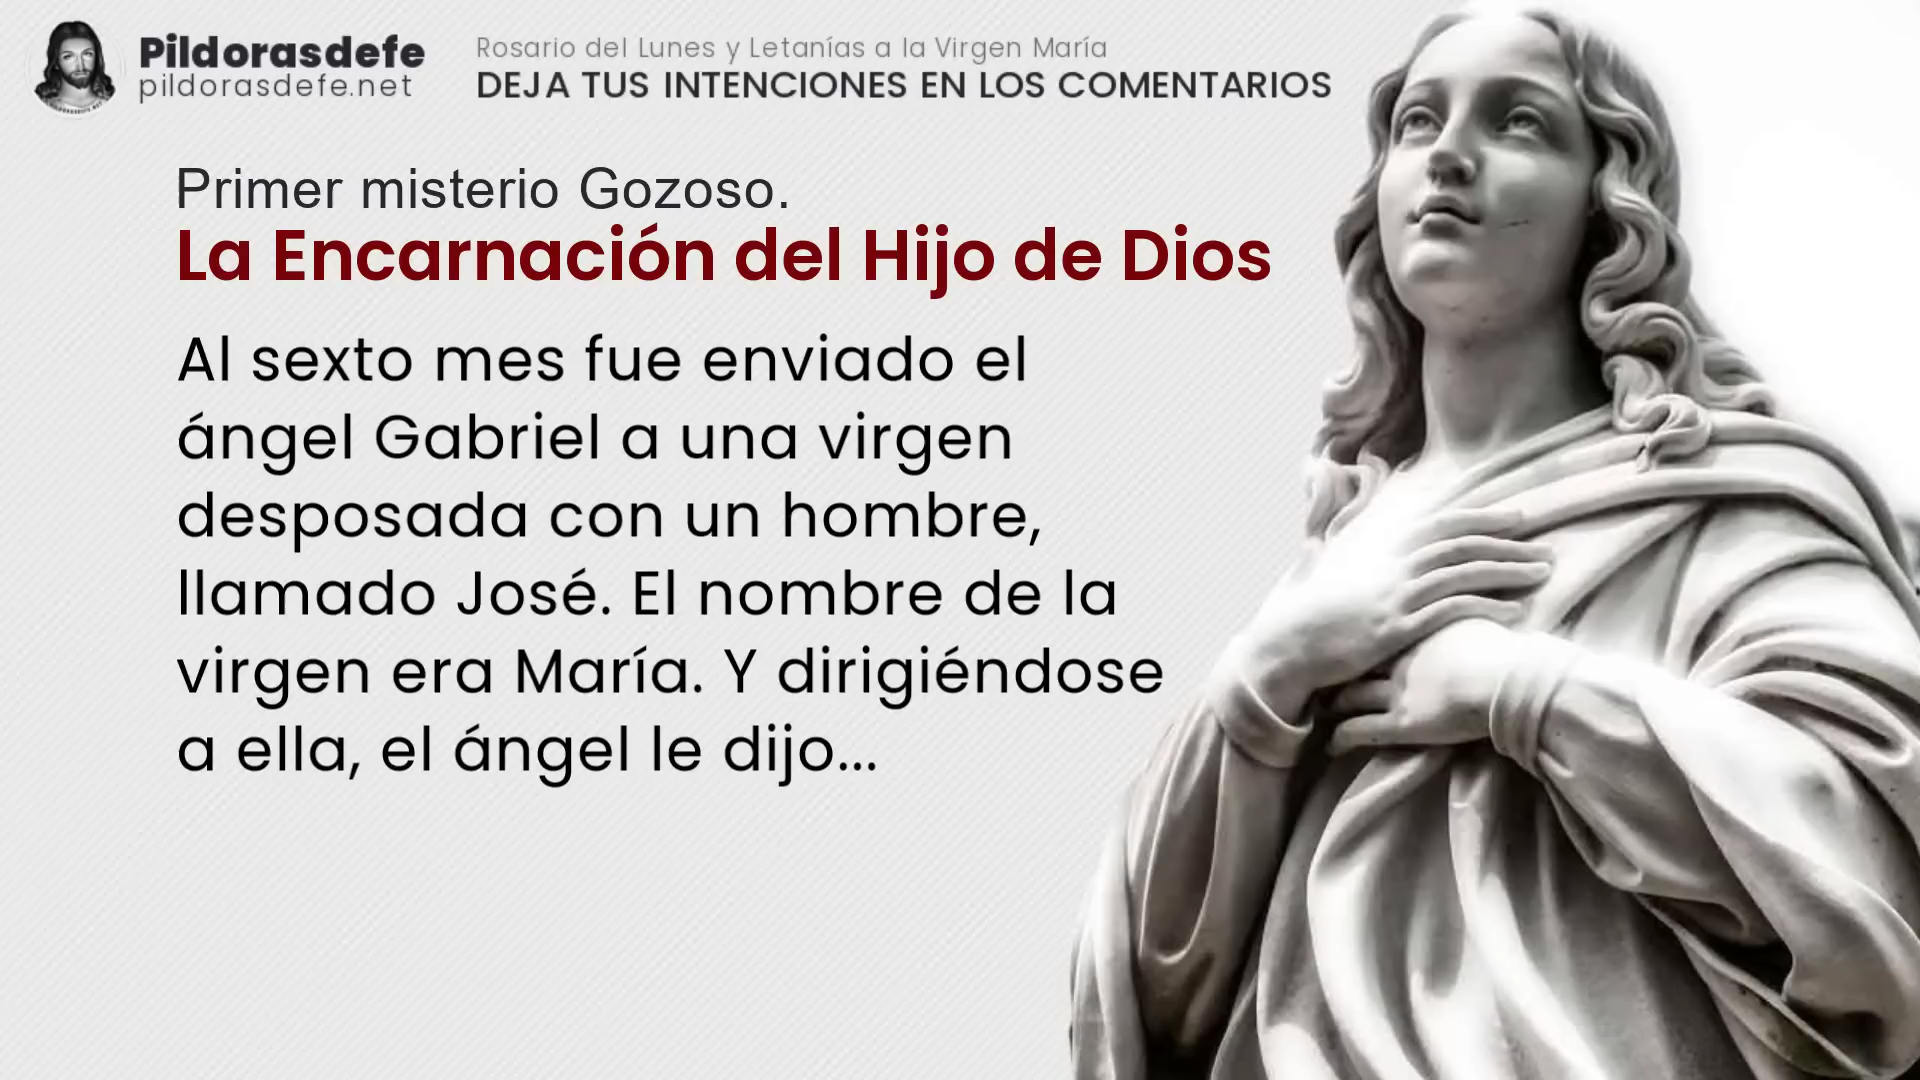 Pildorasdefe
pildorasdefe.net
Rosario del Lunes y Letanías a la Virgen María
DEJA TUS INTENCIONES EN LOS COMENTARIOS
Primer misterio Gozoso.
La Encarnación del Hijo de Dios
Al sexto mes fue enviado el
ángel Gabriel a una virgen
desposada con un hombre,
llamado José. El nombre de la
virgen era María. Y dirigiéndose
a ella, el ángel le dijo...